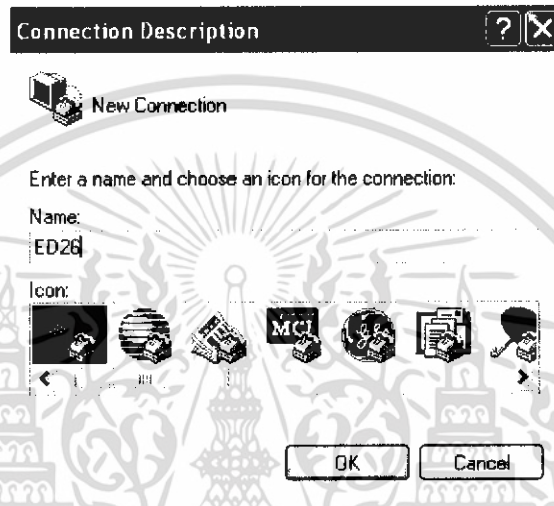 Connection Description
New Connection
Enter a name and choose an icon for the connection:
Name:
ED26
Icon:
MCI
OK
Cancel